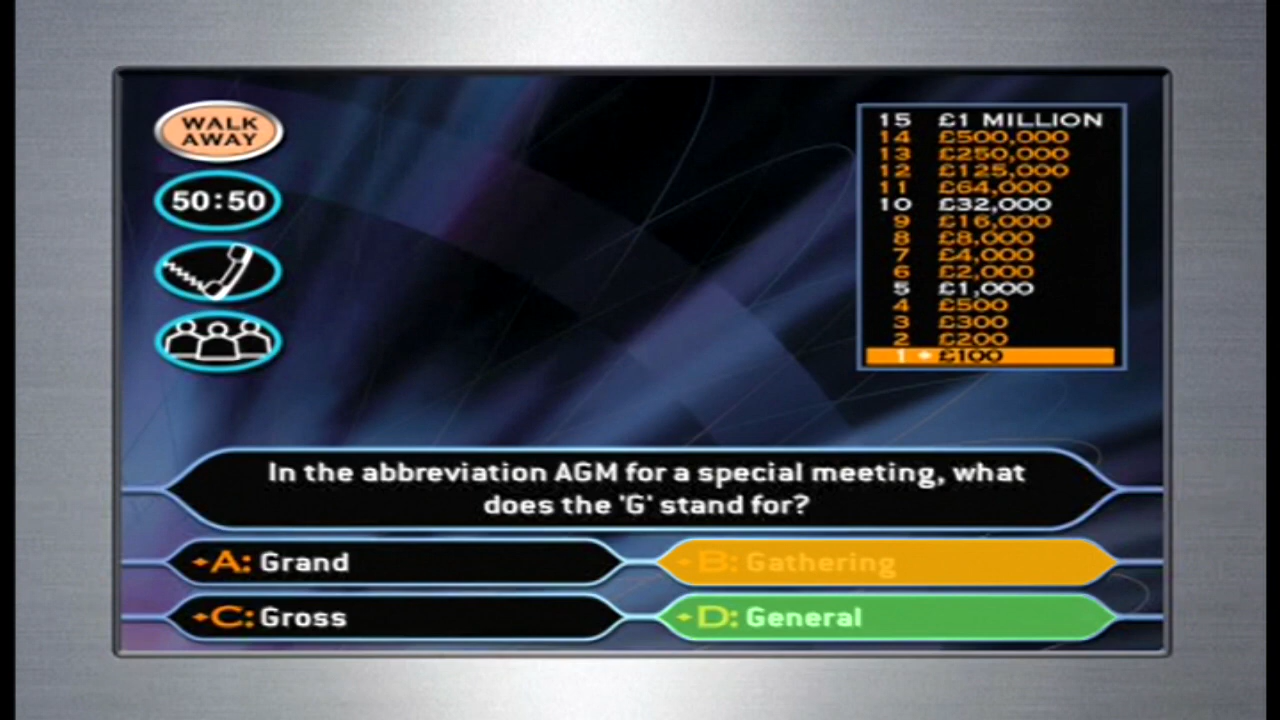 WALK
AWAY
50:50
15 £1 MILLION
14 £500,000
13 £250,000
12 £125,000
11 £64,000
10 £32,000
9 £16,000
8 £8,000
7 £4,000
6 £2,000
5 £1,000
4 £500
3 £300
2 £200
1 £100
In the abbreviation AGM for a special meeting, what
does the 'G' stand for?
A: Grand
B: Gathering
C: Gross
D: General